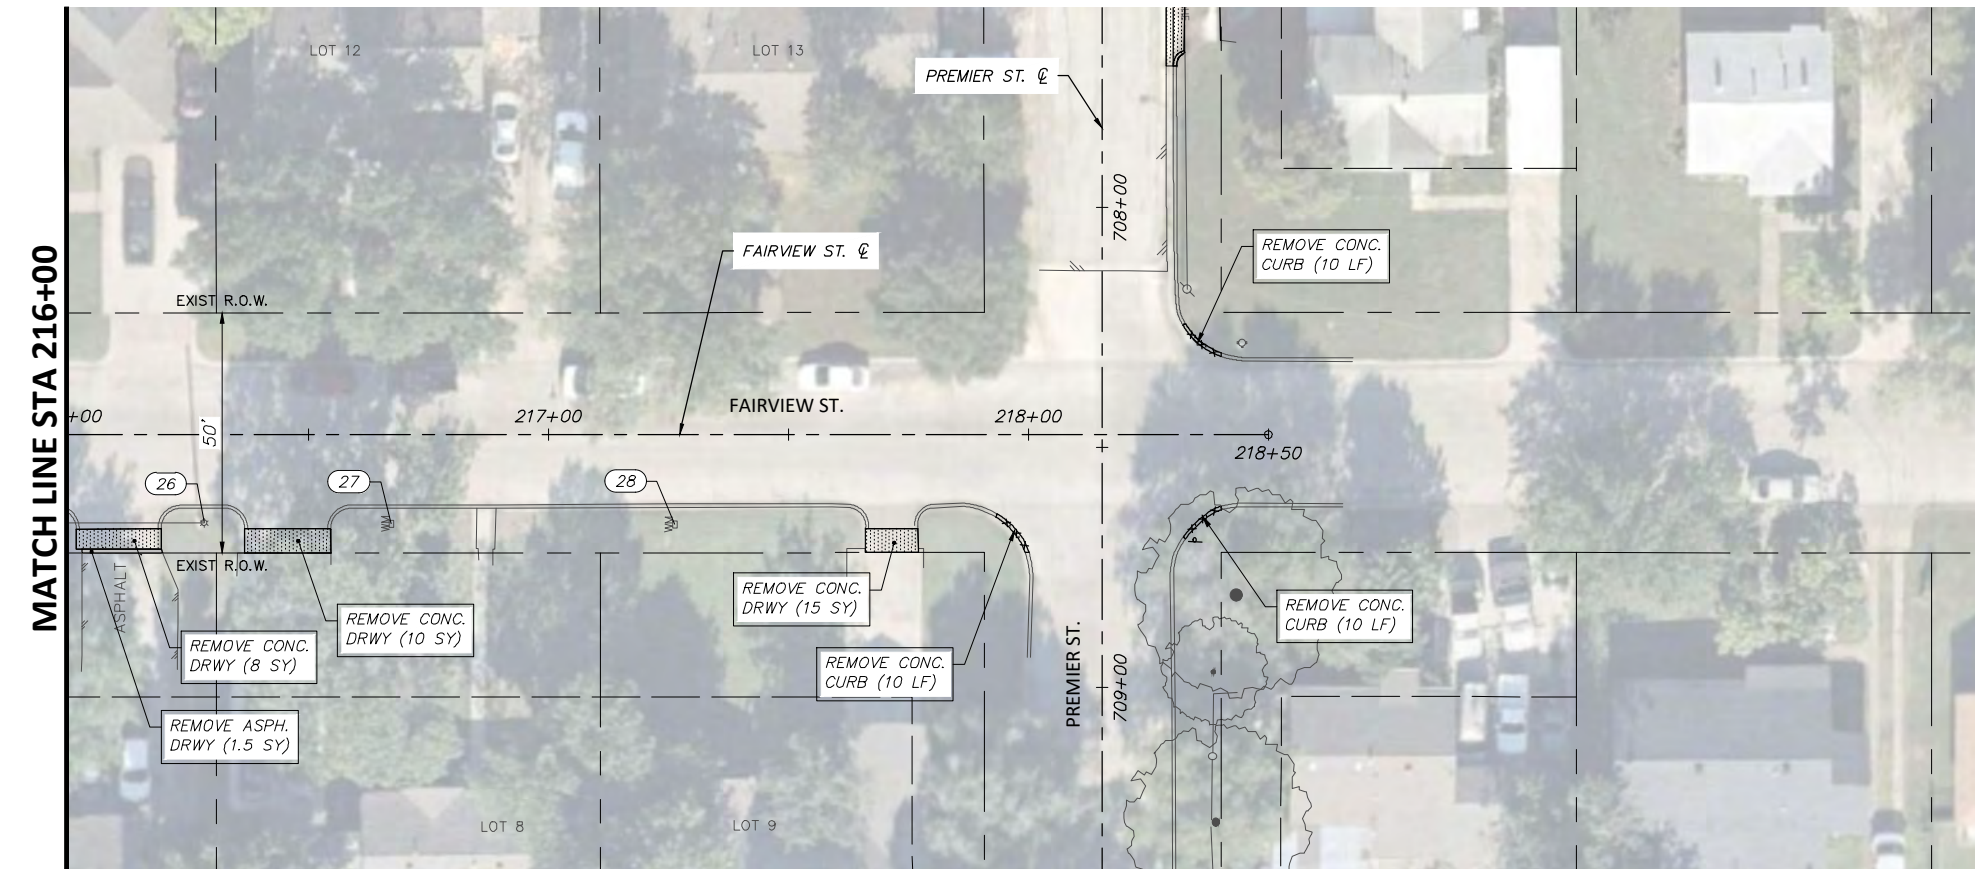 MATCH LINE STA 216+00
LOT 12
LOT 13
PREMIER ST. ℄
708+00
FAIRVIEW ST. ℄
REMOVE CONC.
CURB (10 LF)
EXIST R.O.W.
50'
+00
217+00
FAIRVIEW ST.
218+00
218+50
26
27
28
WM
WM
P
EXIST R.O.W.
ASPHALT
REMOVE CONC.
DRWY (8 SY)
REMOVE CONC.
DRWY (10 SY)
REMOVE CONC.
DRWY (15 SY)
REMOVE CONC.
CURB (10 LF)
REMOVE CONC.
CURB (10 LF)
PREMIER ST.
709+00
REMOVE ASPH.
DRWY (1.5 SY)
LOT 8
LOT 9